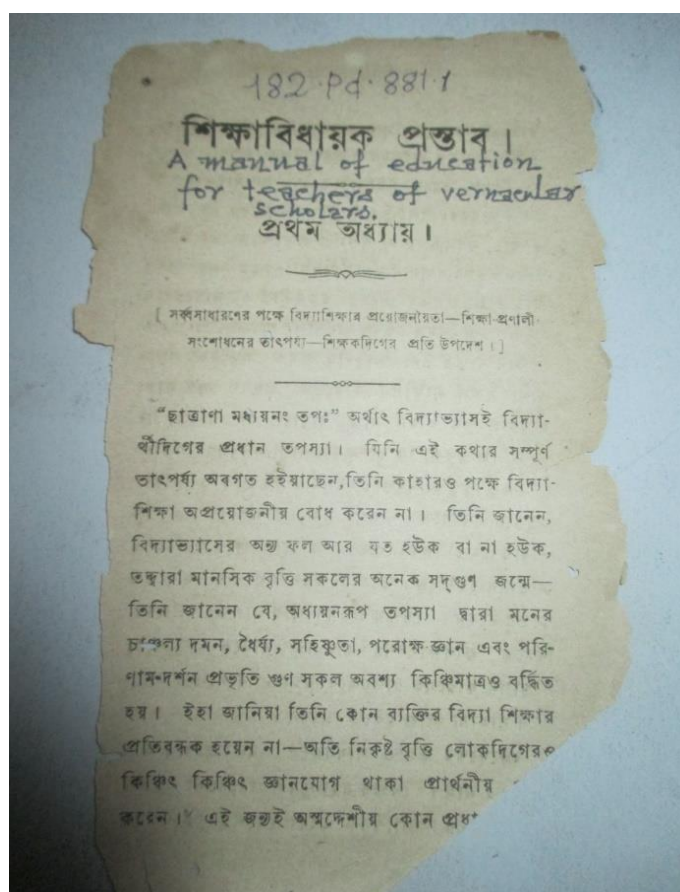 182.Pd.881.1
শিক্ষাবিধায়ক প্রস্তাব।
A manual of education
for teachers of vernacular
scholars.
প্রথম অধ্যায়।
[ সর্ব্বসাধারণের পক্ষে বিদ্যাশিক্ষার প্রয়োজনীয়তা—শিক্ষা-প্রণালী-
সংশোধনের তাৎপর্য্য—শিক্ষকদিগের প্রতি উপদেশ। ]
“ছাত্রাণা মধ্যয়নং তপঃ” অর্থাৎ বিদ্যাভ্যাসই বিদ্যা-
র্থীদিগের প্রধান তপস্যা। যিনি এই কথার সম্পূর্ণ
তাৎপর্য্য অবগত হইয়াছেন, তিনি কাহারও পক্ষে বিদ্যা-
শিক্ষা অপ্রয়োজনীয় বোধ করেন না। তিনি জানেন,
বিদ্যাভ্যাসের অন্য ফল আর যত হউক বা না হউক,
তদ্দ্বারা মানসিক বৃত্তি সকলের অনেক সদ্‌গুণ জন্মে—
তিনি জানেন যে, অধ্যয়নরূপ তপস্যা দ্বারা মনের
চাঞ্চল্য দমন, ধৈর্য্য, সহিষ্ণুতা, পরোক্ষ জ্ঞান এবং পরি-
ণাম-দর্শন প্রভৃতি গুণ সকল অবশ্য কিঞ্চিন্মাত্রও বর্দ্ধিত
হয়। ইহা জানিয়া তিনি কোন ব্যক্তির বিদ্যা শিক্ষার
প্রতিবন্ধক হয়েন না—অতি নিকৃষ্ট বৃত্তি লোকদিগেরও
কিঞ্চিৎ কিঞ্চিৎ জ্ঞানযোগ থাকা প্রার্থনীয়
করেন। এই জন্যই অস্মদ্দেশীয় কোন